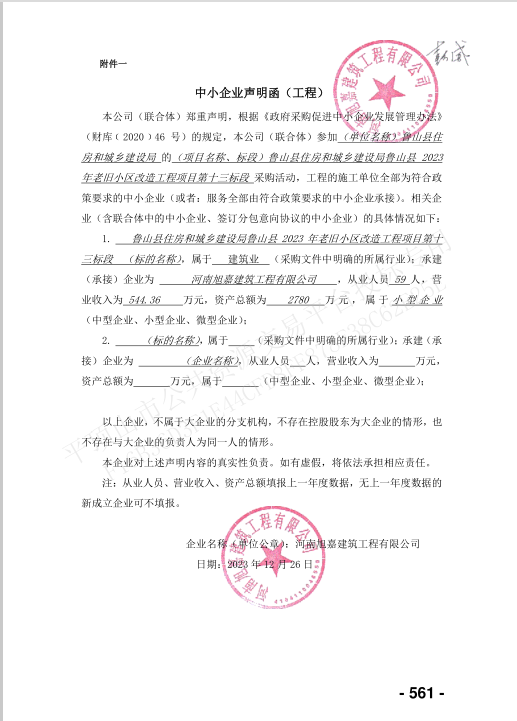 附件一
中小企业声明函（工程）
本公司（联合体）郑重声明，根据《政府采购促进中小企业发展管理办法》
（财库﹝2020﹞46 号）的规定，本公司（联合体）参加 （单位名称）鲁山县住
房和城乡建设局 的（项目名称、标段）鲁山县住房和城乡建设局鲁山县 2023
年老旧小区改造工程项目第十三标段 采购活动，工程的施工单位全部为符合政
策要求的中小企业（或者：服务全部由符合政策要求的中小企业承接）。相关企
业（含联合体中的中小企业、签订分包意向协议的中小企业）的具体情况如下：
1. 鲁山县住房和城乡建设局鲁山县 2023 年老旧小区改造工程项目第十
三标段 （标的名称），属于 建筑业 （采购文件中明确的所属行业）；承建
（承接）企业为 河南旭嘉建筑工程有限公司 ，从业人员 59 人，营
业收入为 544.36 万元，资产总额为 2780 万元，属于 小型企业
（中型企业、小型企业、微型企业）；
2. （标的名称），属于 （采购文件中明确的所属行业）；承建（承
接）企业为 （企业名称），从业人员 人，营业收入为 万元，
资产总额为 万元，属于 （中型企业、小型企业、微型企业）；
以上企业，不属于大企业的分支机构，不存在控股股东为大企业的情形，也
不存在与大企业的负责人为同一人的情形。
本企业对上述声明内容的真实性负责。如有虚假，将依法承担相应责任。
注：从业人员、营业收入、资产总额填报上一年度数据，无上一年度数据的
新成立企业可不填报。
企业名称（单位公章）：河南旭嘉建筑工程有限公司
日期：2023 年 12 月 26 日
河南旭嘉建筑工程有限公司
河南旭嘉建筑工程有限公司
- 561 -